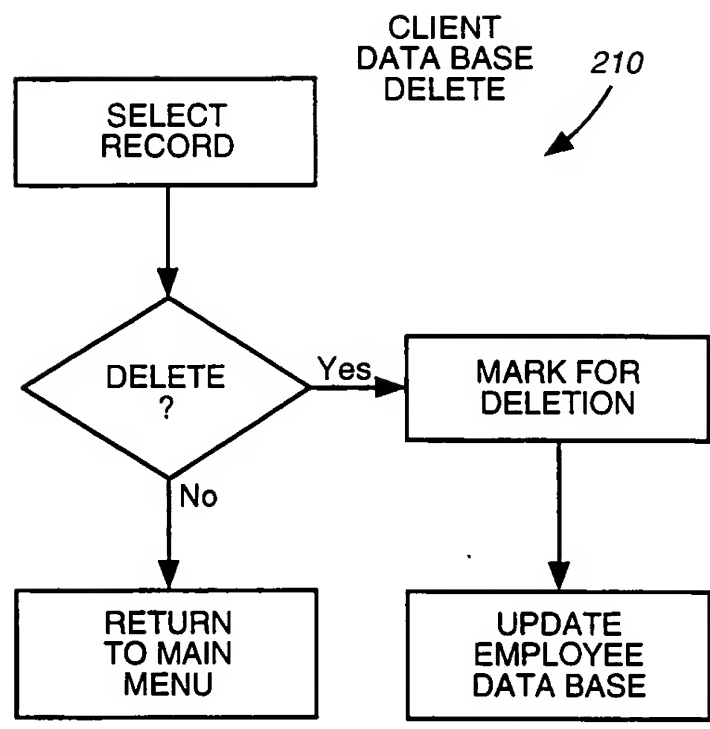 CLIENT
DATA BASE
DELETE
210
SELECT
RECORD
DELETE
?
Yes
MARK FOR
DELETION
No
RETURN
TO MAIN
MENU
UPDATE
EMPLOYEE
DATA BASE